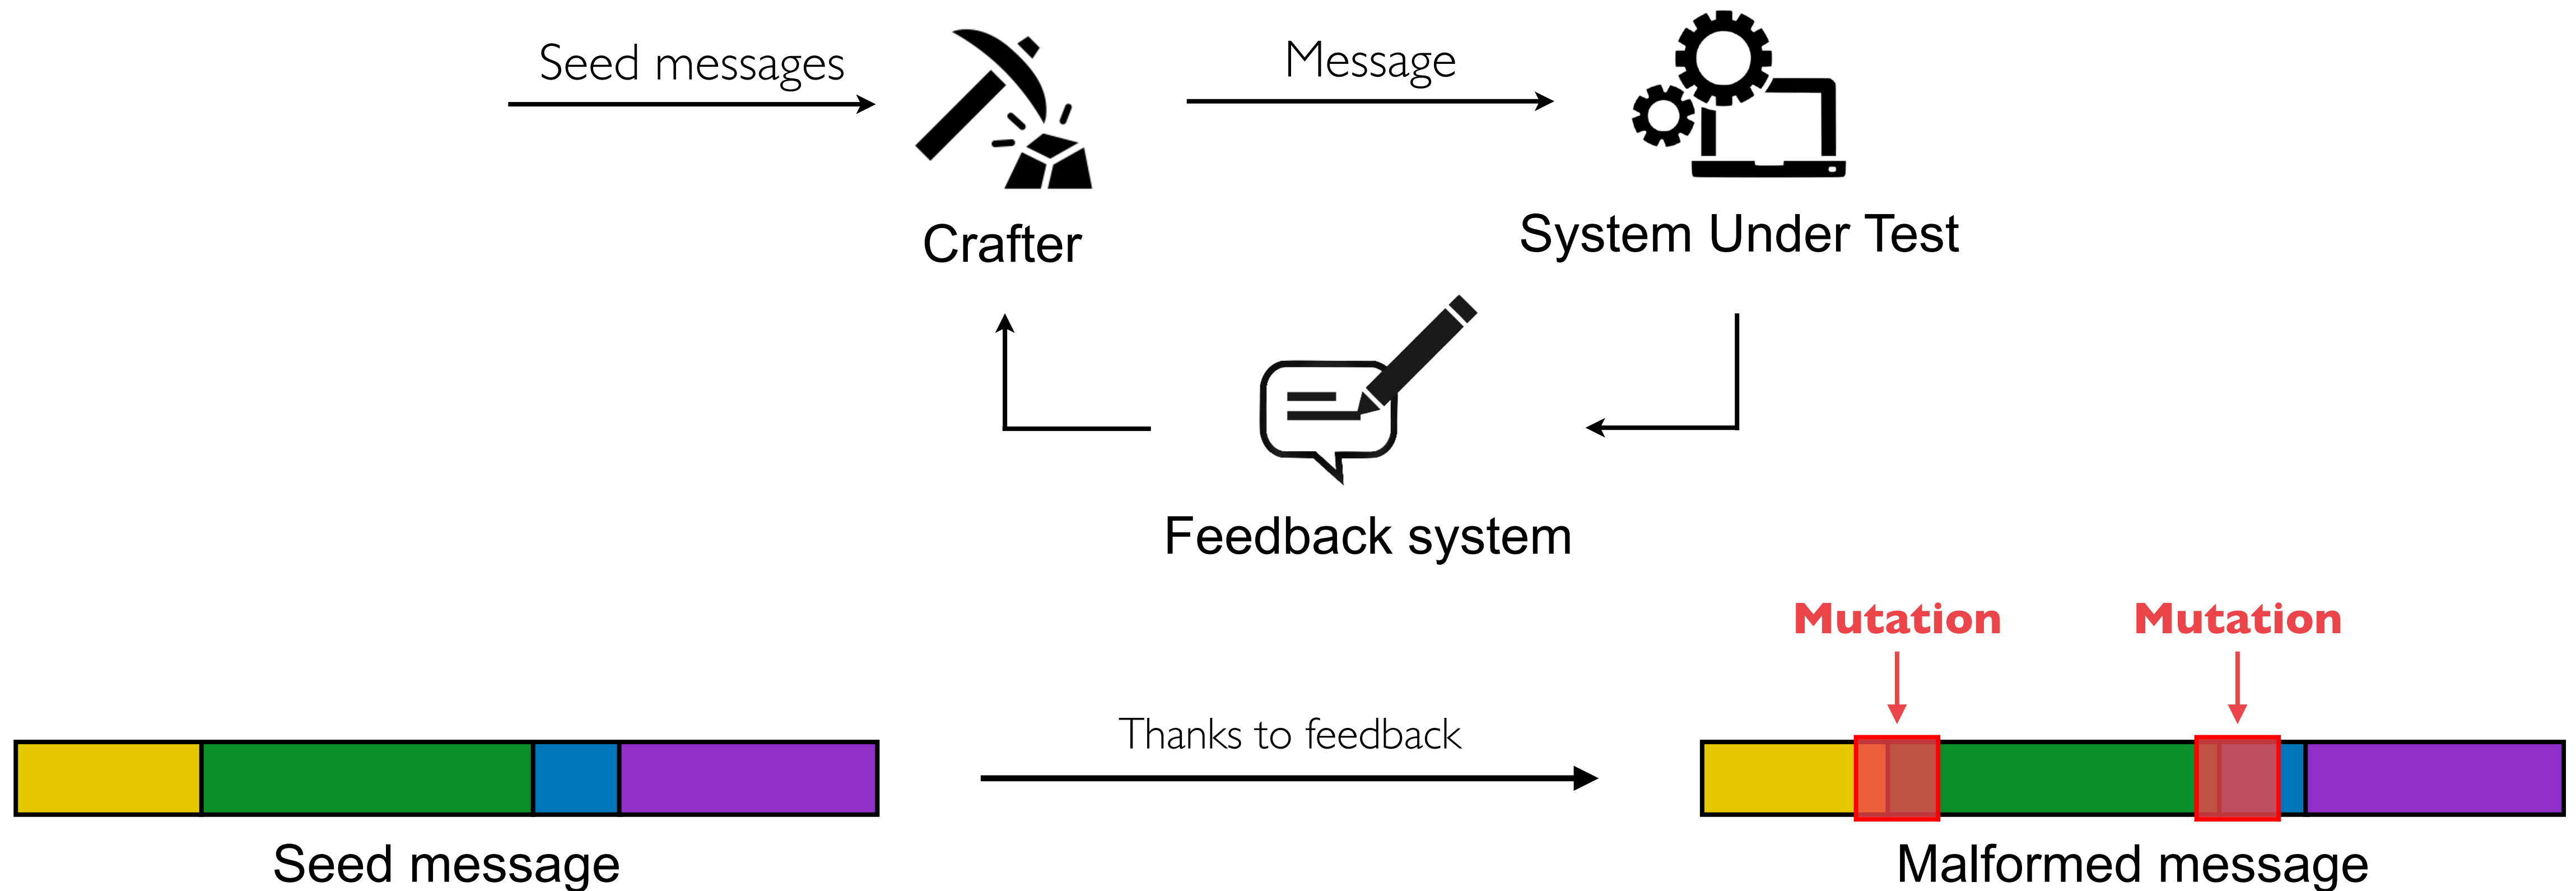 Seed messages
Message
Crafter
System Under Test
Feedback system
Mutation
Mutation
Thanks to feedback
Seed message
Malformed message